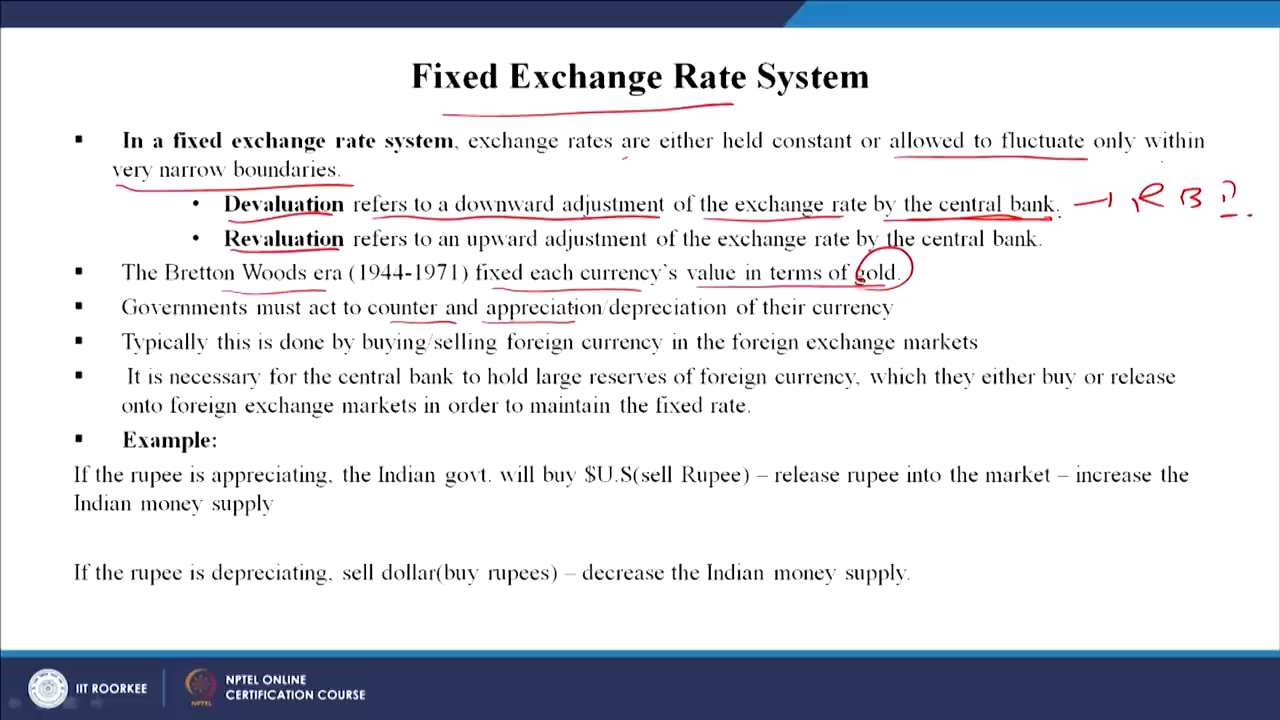 Fixed Exchange Rate System
▪ In a fixed exchange rate system, exchange rates are either held constant or allowed to fluctuate only within
very narrow boundaries.
• Devaluation refers to a downward adjustment of the exchange rate by the central bank. → R B I
• Revaluation refers to an upward adjustment of the exchange rate by the central bank.
▪ The Bretton Woods era (1944-1971) fixed each currency's value in terms of gold.
▪ Governments must act to counter and appreciation/depreciation of their currency
▪ Typically this is done by buying/selling foreign currency in the foreign exchange markets
▪ It is necessary for the central bank to hold large reserves of foreign currency, which they either buy or release
onto foreign exchange markets in order to maintain the fixed rate.
▪ Example:
If the rupee is appreciating, the Indian govt. will buy $U.S(sell Rupee) – release rupee into the market – increase the
Indian money supply
If the rupee is depreciating, sell dollar(buy rupees) – decrease the Indian money supply.
IIT ROORKEE
NPTEL
NPTEL ONLINE
CERTIFICATION COURSE